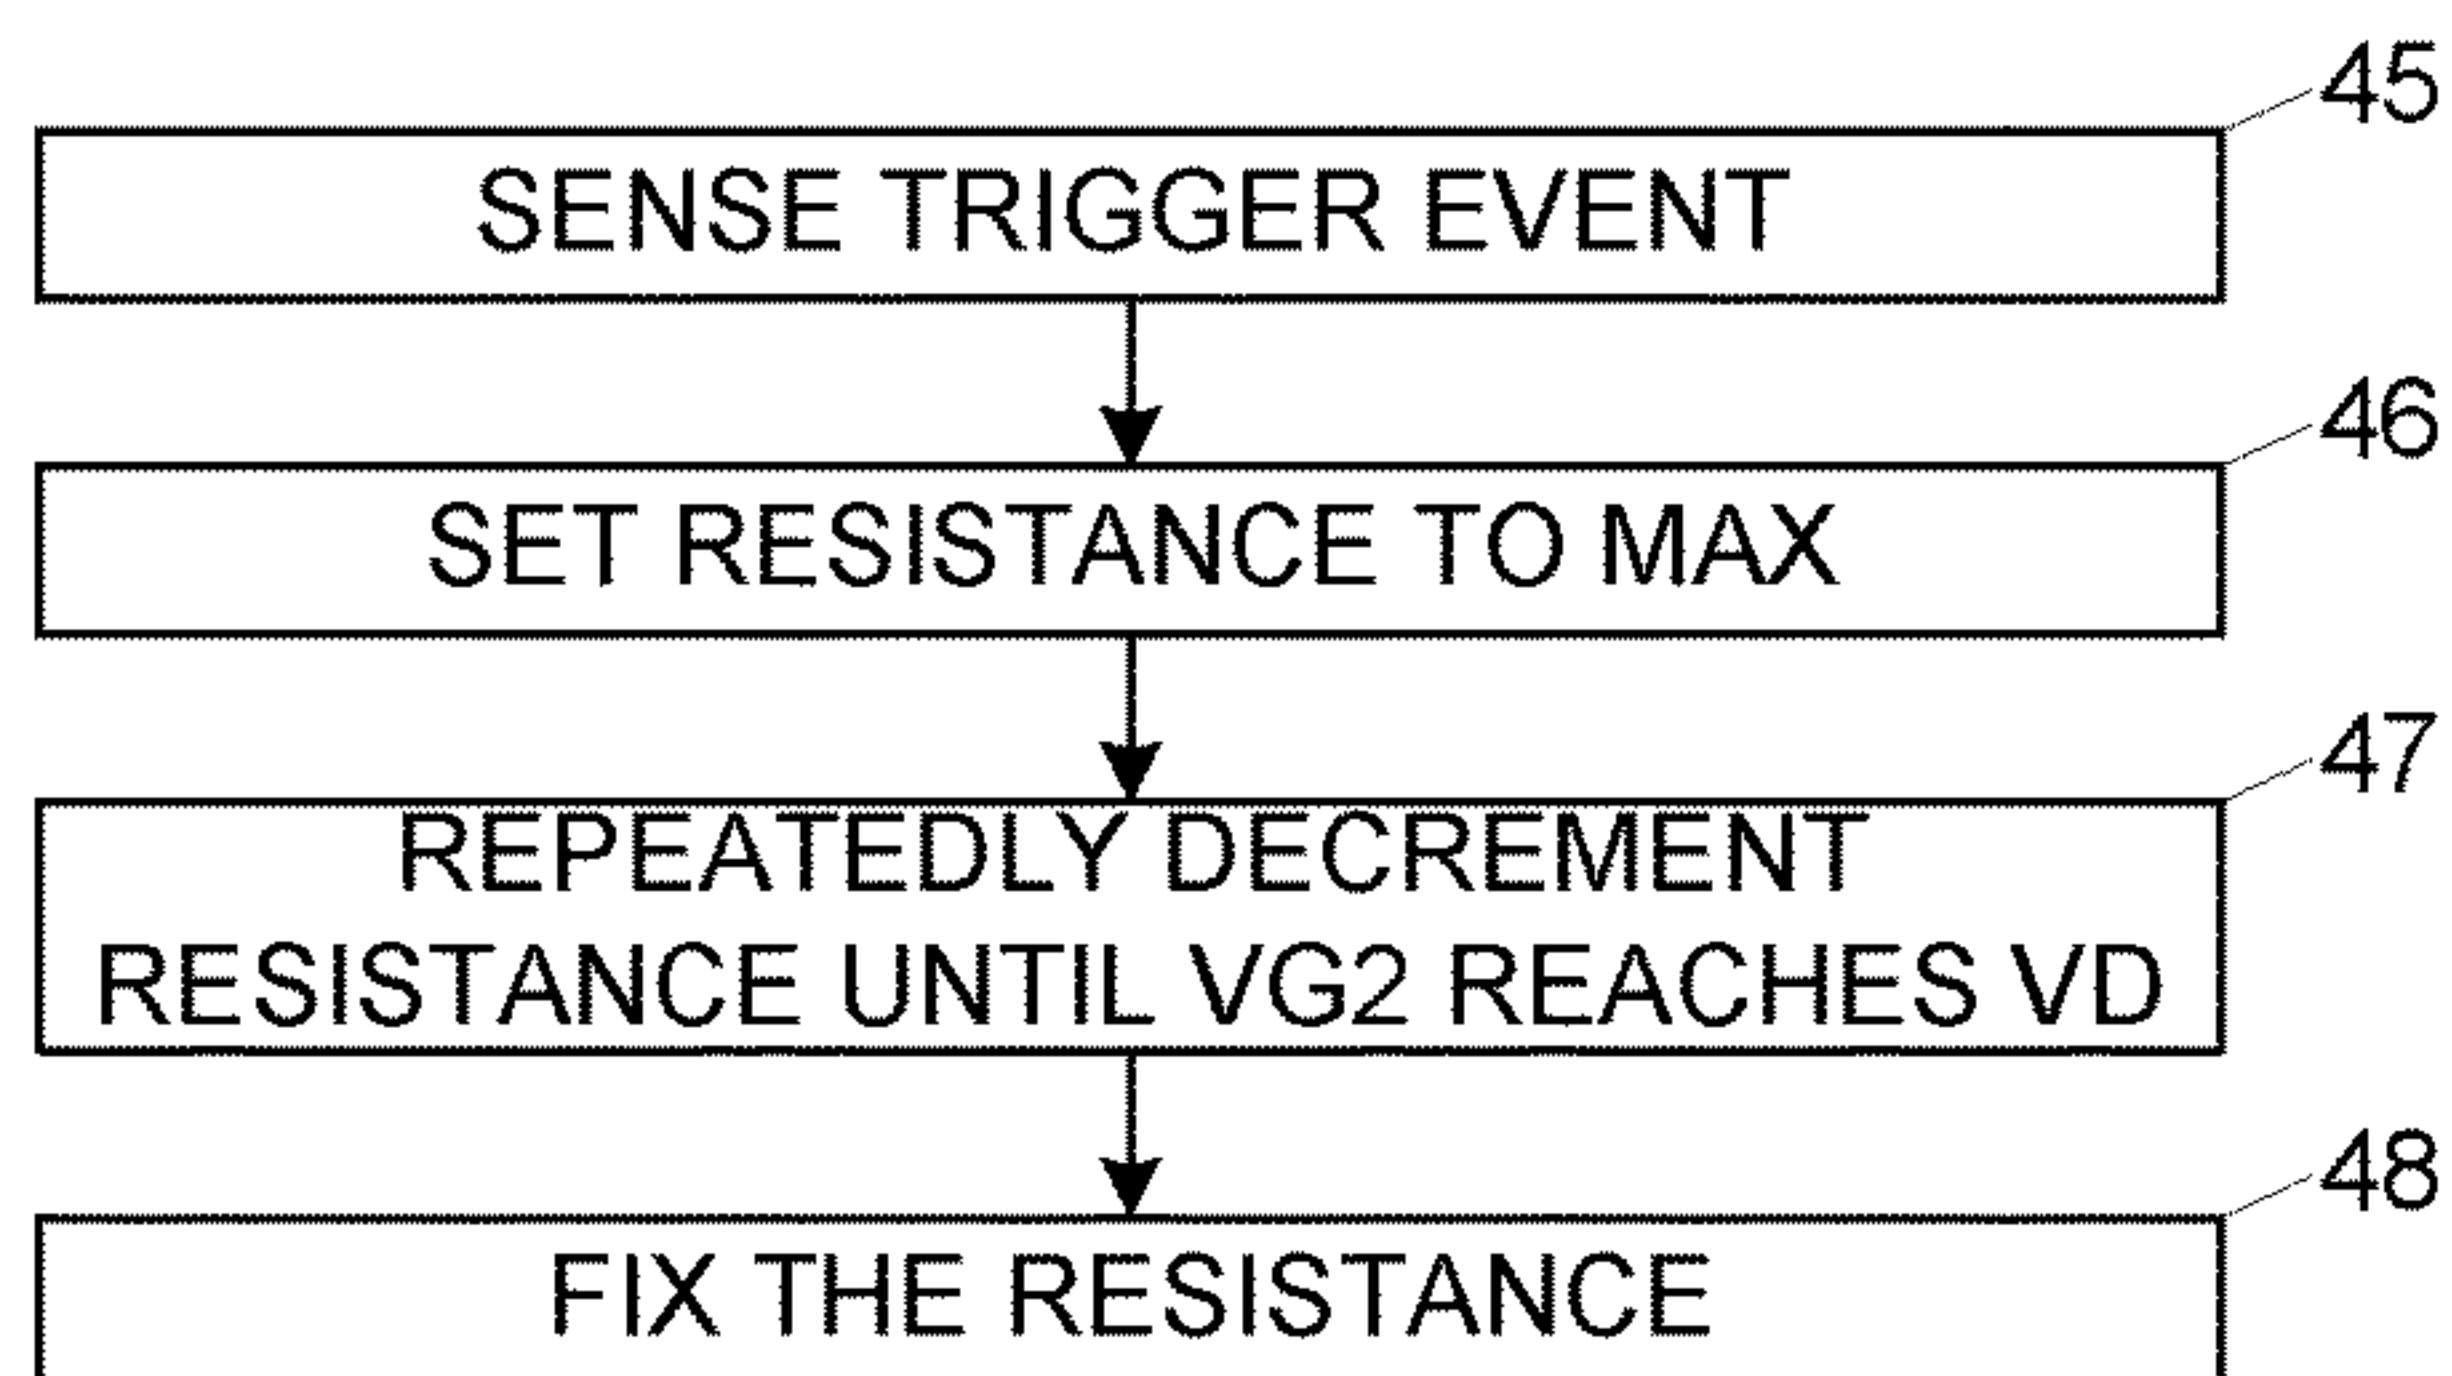 45
SENSE TRIGGER EVENT
46
SET RESISTANCE TO MAX
47
REPEATEDLY DECREMENT
RESISTANCE UNTIL VG2 REACHES VD
48
FIX THE RESISTANCE